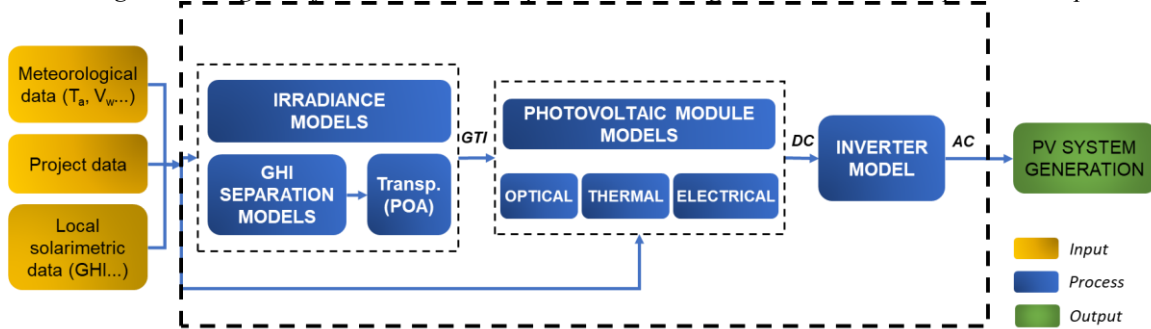 Meteorological
data (Ta, Vw...)
Project data
Local
solarimetric
data (GHI...)
IRRADIANCE
MODELS
GHI
SEPARATION
MODELS
Transp.
(POA)
GTI
PHOTOVOLTAIC MODULE
MODELS
OPTICAL
THERMAL
ELECTRICAL
DC
INVERTER
MODEL
AC
PV SYSTEM
GENERATION
Input
Process
Output